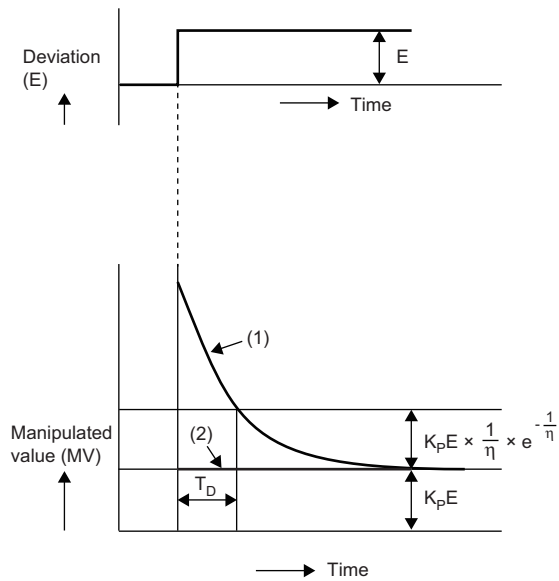 Deviation
(E)
E
Time
(1)
(2)
Manipulated
value (MV)
T_D
K_PE × 1/η × e^{-1/η}
K_PE
Time